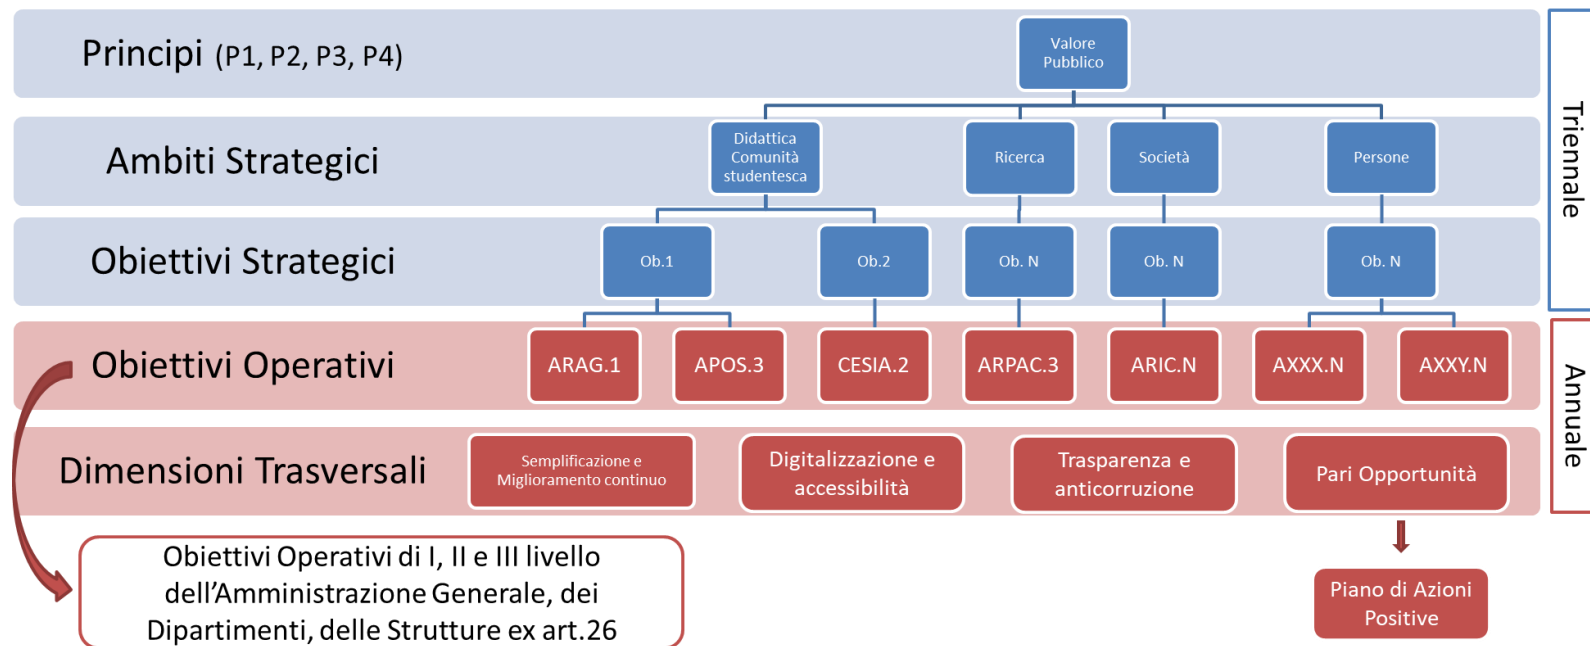 Principi (P1, P2, P3, P4)
Valore
Pubblico
Ambiti Strategici
Didattica
Comunità
studentesca
Ricerca
Società
Persone
Obiettivi Strategici
Ob.1
Ob.2
Ob. N
Ob. N
Ob. N
Triennale
Obiettivi Operativi
ARAG.1
APOS.3
CESIA.2
ARPAC.3
ARIC.N
AXXX.N
AXXY.N
Dimensioni Trasversali
Semplificazione e
Miglioramento continuo
Digitalizzazione e
accessibilità
Trasparenza e
anticorruzione
Pari Opportunità
Annuale
Obiettivi Operativi di I, II e III livello
dell’Amministrazione Generale, dei
Dipartimenti, delle Strutture ex art.26
Piano di Azioni
Positive